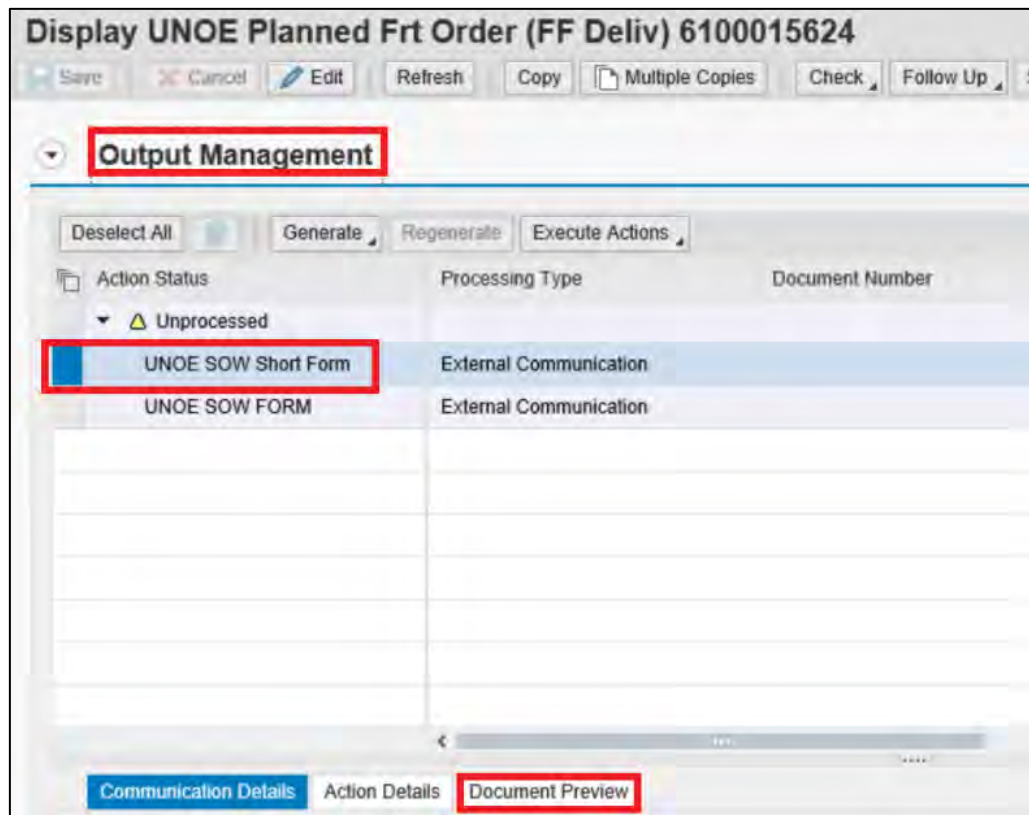 Display UNOE Planned Frt Order (FF Deliv) 6100015624
Save Cancel Edit Refresh Copy Multiple Copies Check Follow Up
Output Management
Deselect All Generate Regenerate Execute Actions
Action Status Processing Type Document Number
Unprocessed
UNOE SOW Short Form External Communication
UNOE SOW FORM External Communication
Communication Details Action Details Document Preview